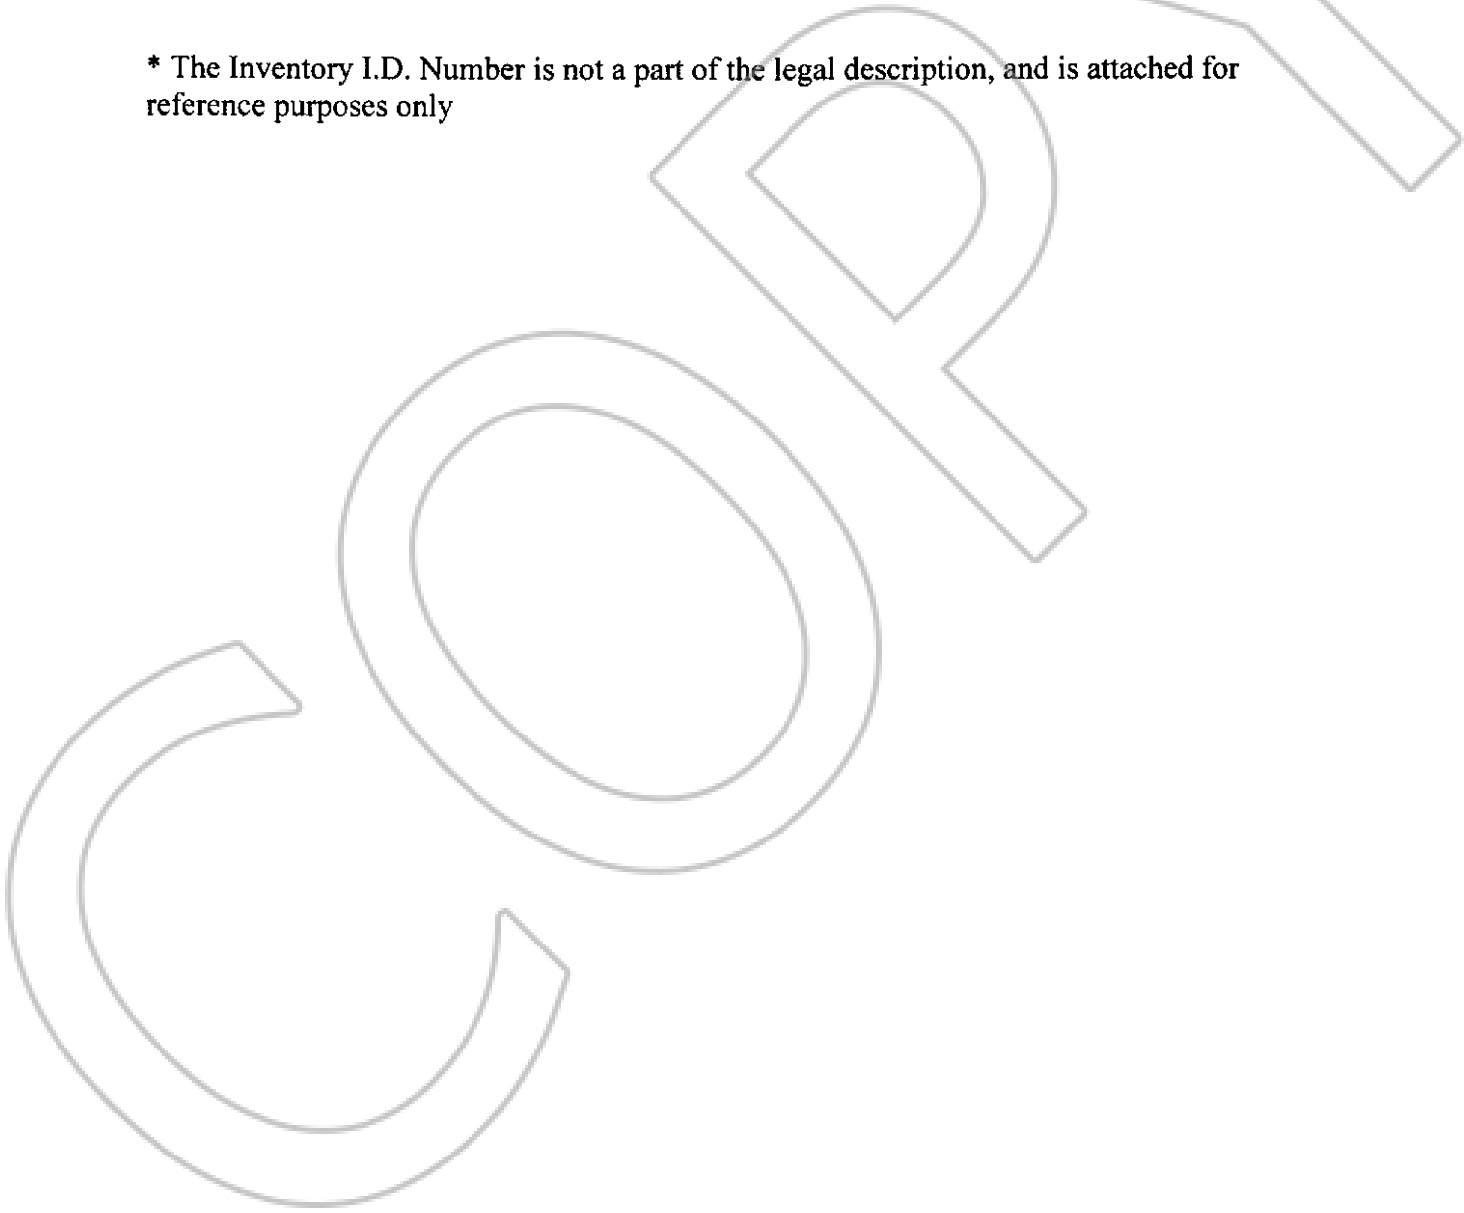 * The Inventory I.D. Number is not a part of the legal description, and is attached for
reference purposes only
COPY